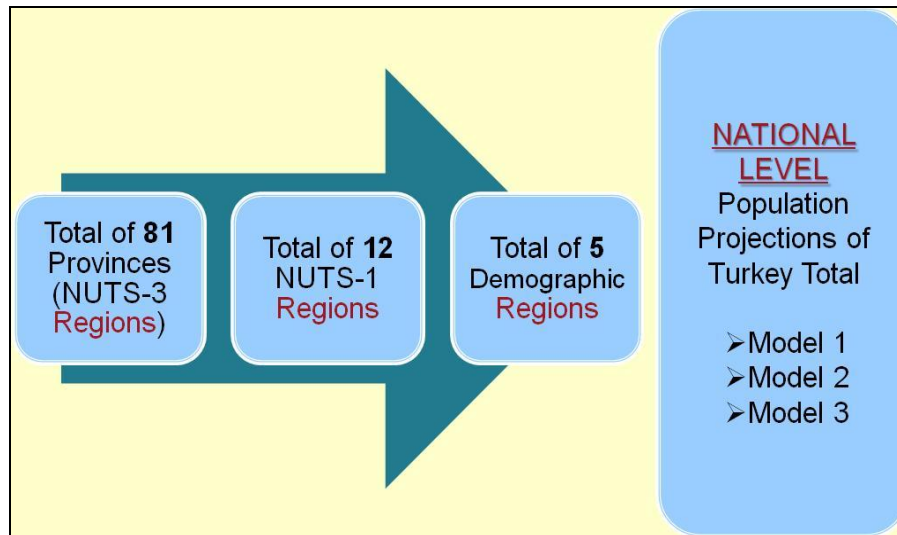 Total of 81
Provinces
(NUTS-3
Regions)
Total of 12
NUTS-1
Regions
Total of 5
Demographic
Regions
NATIONAL
LEVEL
Population
Projections of
Turkey Total
➢Model 1
➢Model 2
➢Model 3